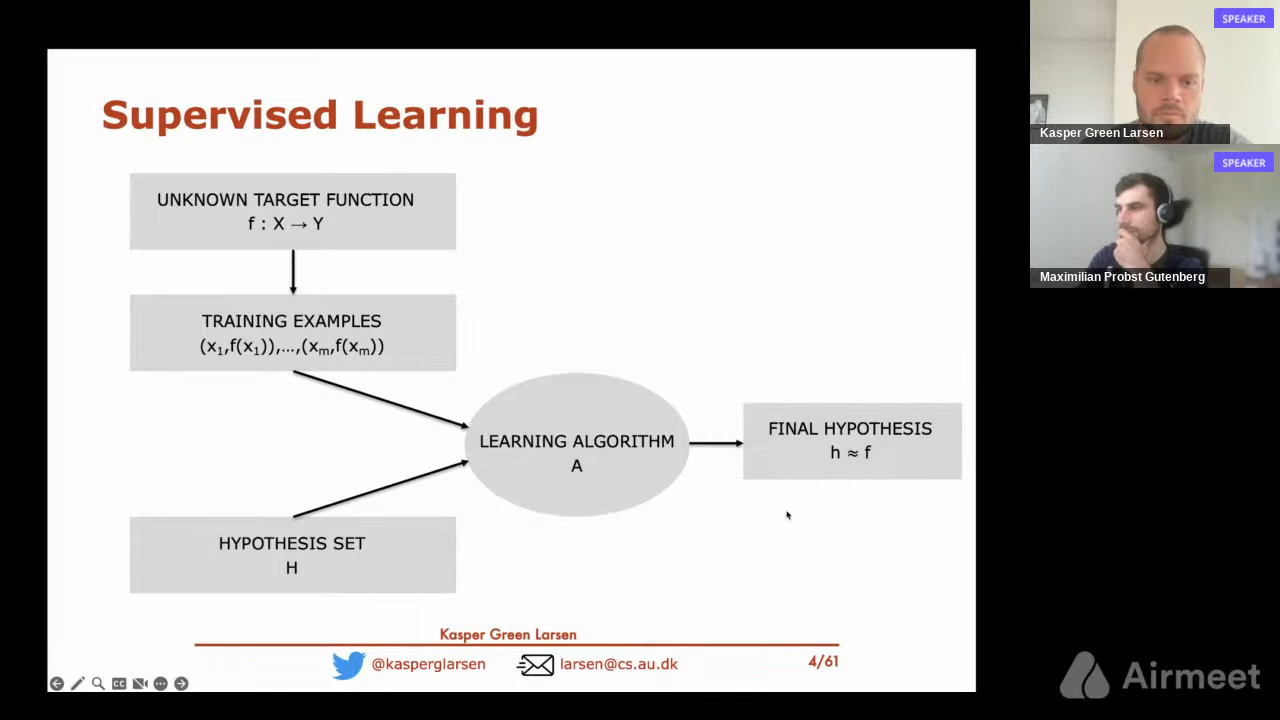 Supervised Learning
UNKNOWN TARGET FUNCTION
f : X → Y
TRAINING EXAMPLES
(x₁,f(x₁)),...,(xₘ,f(xₘ))
LEARNING ALGORITHM
A
FINAL HYPOTHESIS
h ≈ f
HYPOTHESIS SET
H
Kasper Green Larsen
@kasperglarsen
larsen@cs.au.dk
4/61
CC
SPEAKER
Kasper Green Larsen
SPEAKER
Maximilian Probst Gutenberg
Airmeet